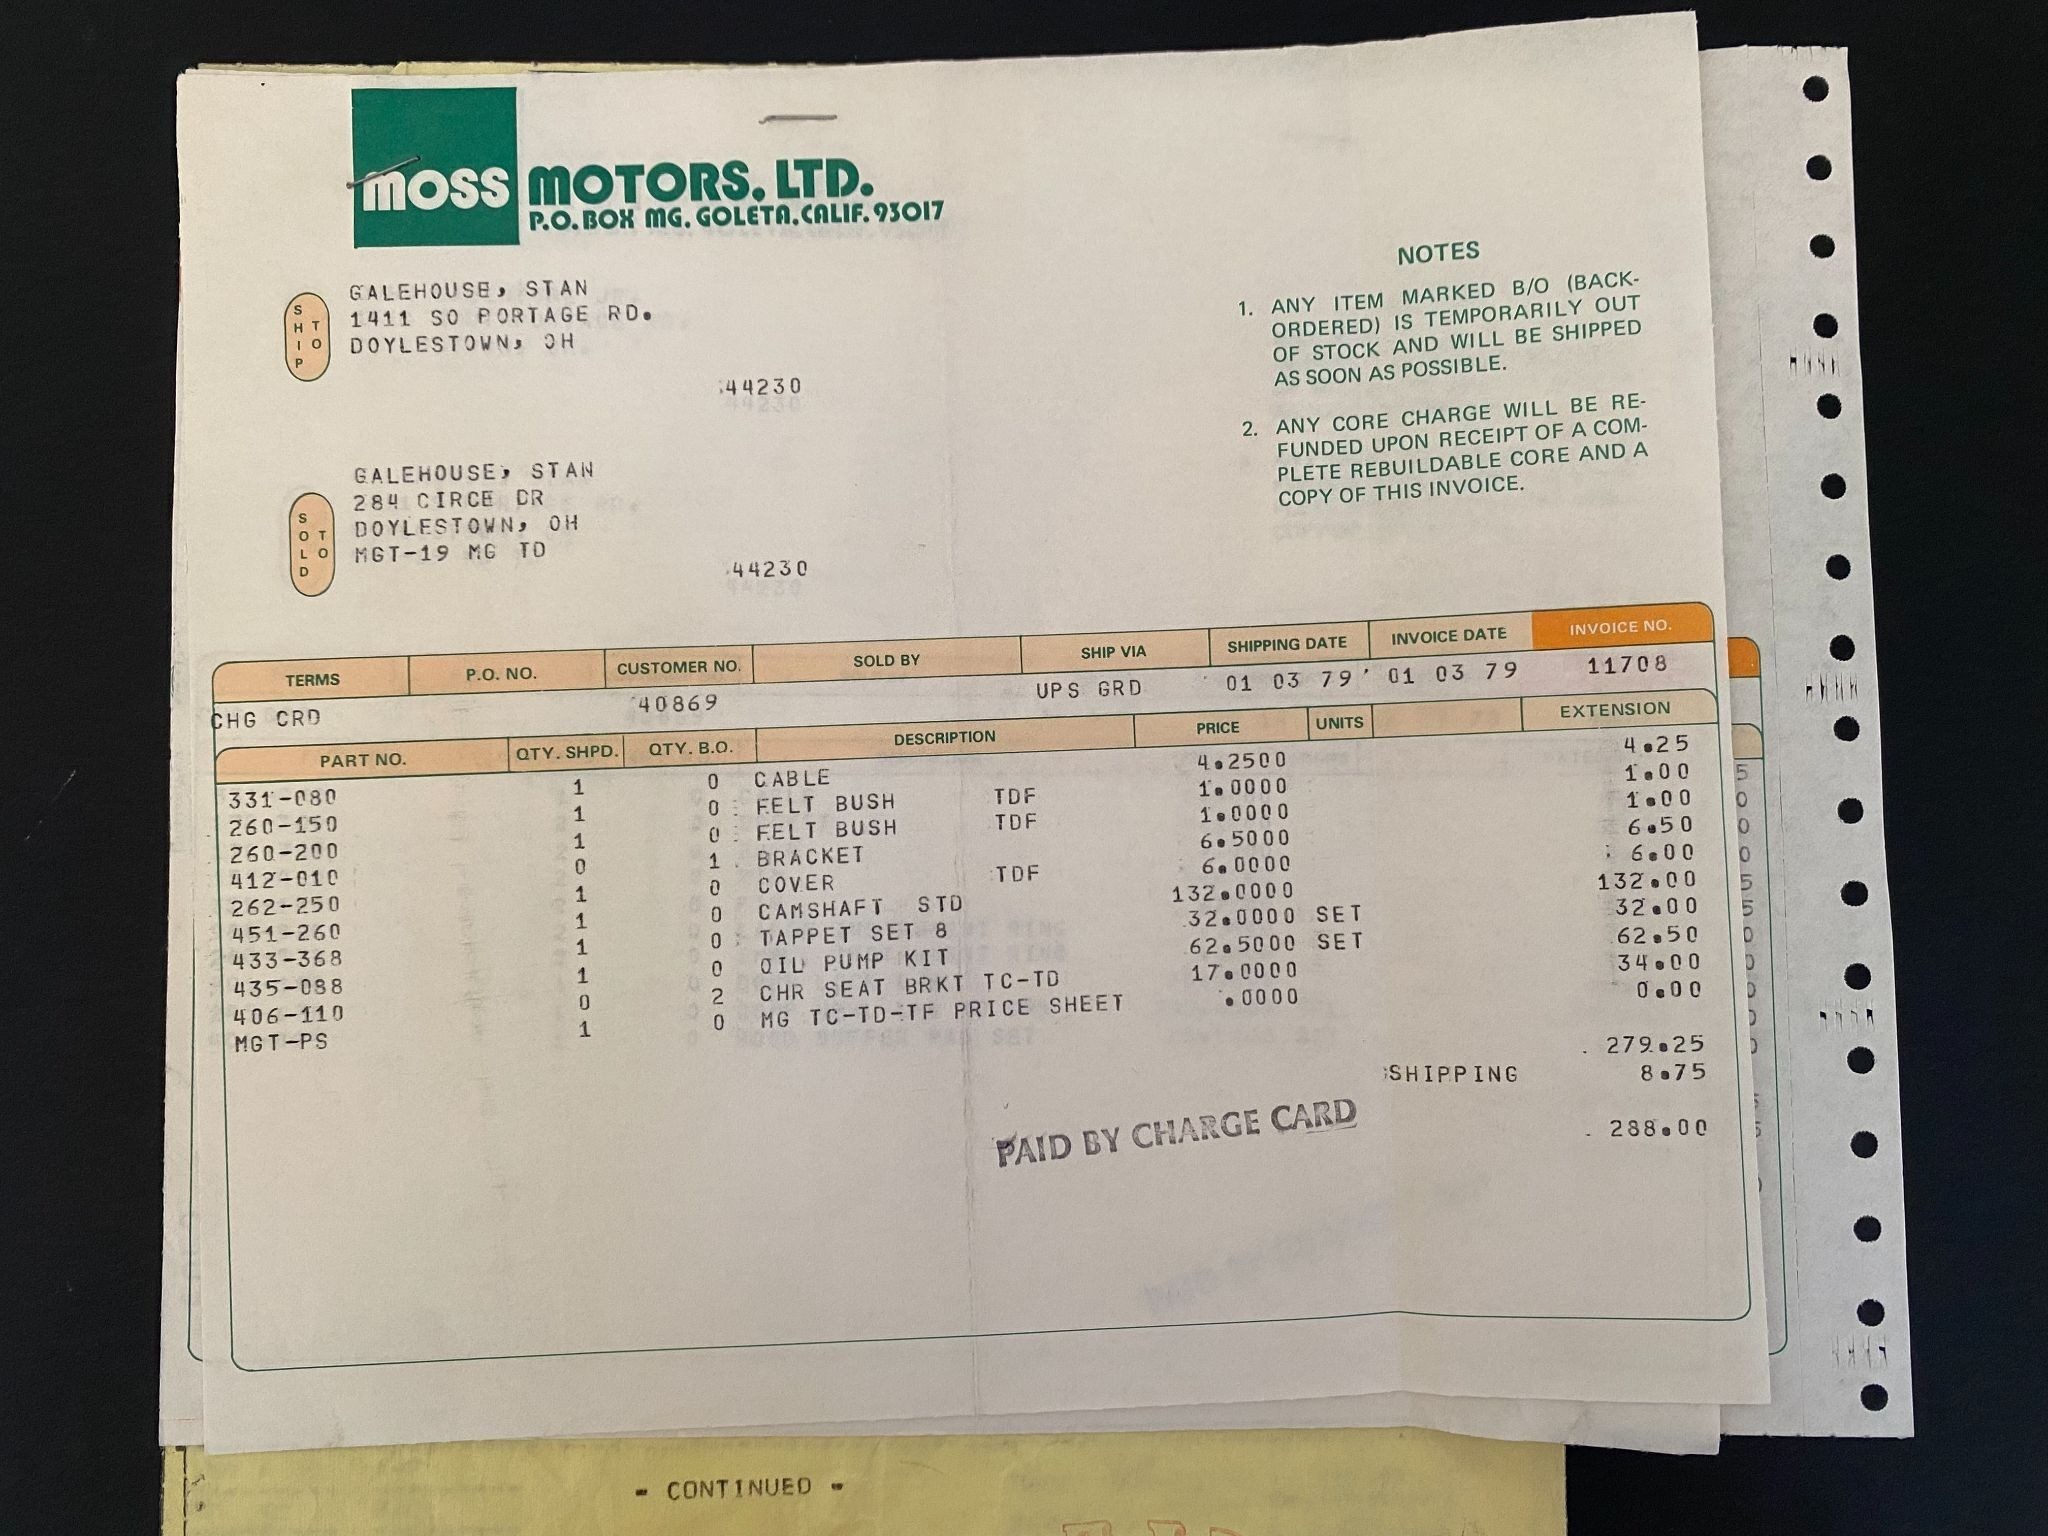 moss MOTORS, LTD.
P.O. BOX MG, GOLETA, CALIF. 93017
SHIP TO
GALEHOUSE, STAN
1411 SO PORTAGE RD.
DOYLESTOWN, OH
44230
SOLD TO
GALEHOUSE, STAN
284 CIRCE DR
DOYLESTOWN, OH
MGT-19 MG TD
44230
NOTES
1. ANY ITEM MARKED B/O (BACK-
ORDERED) IS TEMPORARILY OUT
OF STOCK AND WILL BE SHIPPED
AS SOON AS POSSIBLE.
2. ANY CORE CHARGE WILL BE RE-
FUNDED UPON RECEIPT OF A COM-
PLETE REBUILDABLE CORE AND A
COPY OF THIS INVOICE.
TERMS P.O. NO. CUSTOMER NO. SOLD BY SHIP VIA SHIPPING DATE INVOICE DATE INVOICE NO.
CHG CRD 40869 UPS GRD 01 03 79 01 03 79 11708
PART NO. QTY. SHPD. QTY. B.O. DESCRIPTION PRICE UNITS EXTENSION
331-080 1 0 CABLE 4.2500 4.25
260-150 1 0 FELT BUSH TDF 1.0000 1.00
260-200 1 0 FELT BUSH TDF 1.0000 1.00
412-010 0 1 BRACKET 6.5000 6.50
262-250 1 0 COVER TDF 6.0000 6.00
451-260 1 0 CAMSHAFT STD 132.0000 132.00
433-368 1 0 TAPPET SET 8 32.0000 SET 32.00
435-088 1 0 OIL PUMP KIT 62.5000 SET 62.50
406-110 0 2 CHR SEAT BRKT TC-TD 17.0000 34.00
MGT-PS 1 0 MG TC-TD-TF PRICE SHEET .0000 0.00
279.25
SHIPPING 8.75
288.00
PAID BY CHARGE CARD
- CONTINUED -